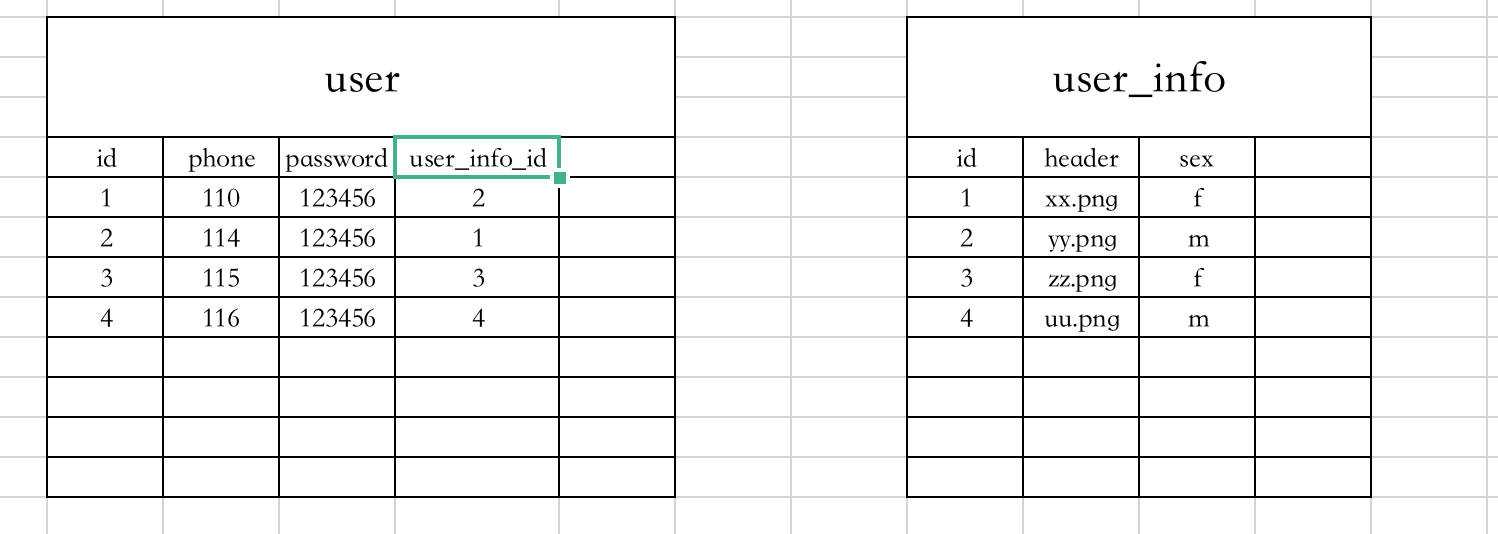 user
id phone password user_info_id
1 110 123456 2
2 114 123456 1
3 115 123456 3
4 116 123456 4
user_info
id header sex
1 xx.png f
2 yy.png m
3 zz.png f
4 uu.png m